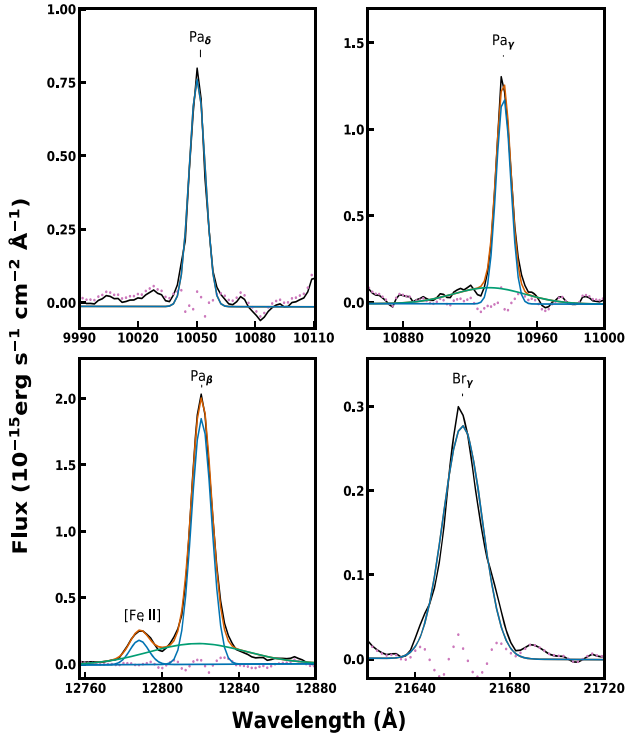 Flux (10⁻¹⁵erg s⁻¹ cm⁻² Å⁻¹)
Paδ
1.00
0.75
0.50
0.25
0.00
9990 10020 10050 10080 10110
Paγ
1.5
1.0
0.5
0.0
10880 10920 10960 11000
Paβ
[Fe II]
2.0
1.5
1.0
0.5
0.0
12760 12800 12840 12880
Brγ
0.3
0.2
0.1
0.0
21640 21680 21720
Wavelength (Å)